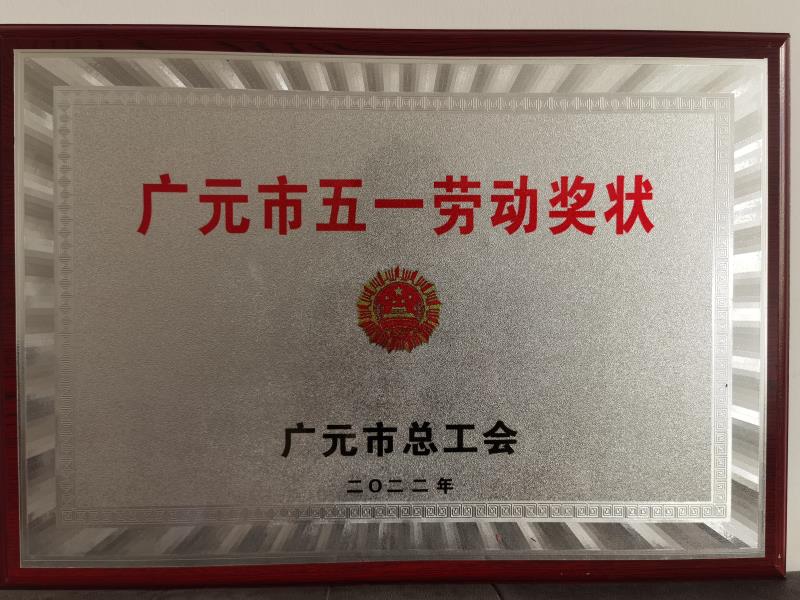 广元市五一劳动奖状
广元市总工会
二〇二二年